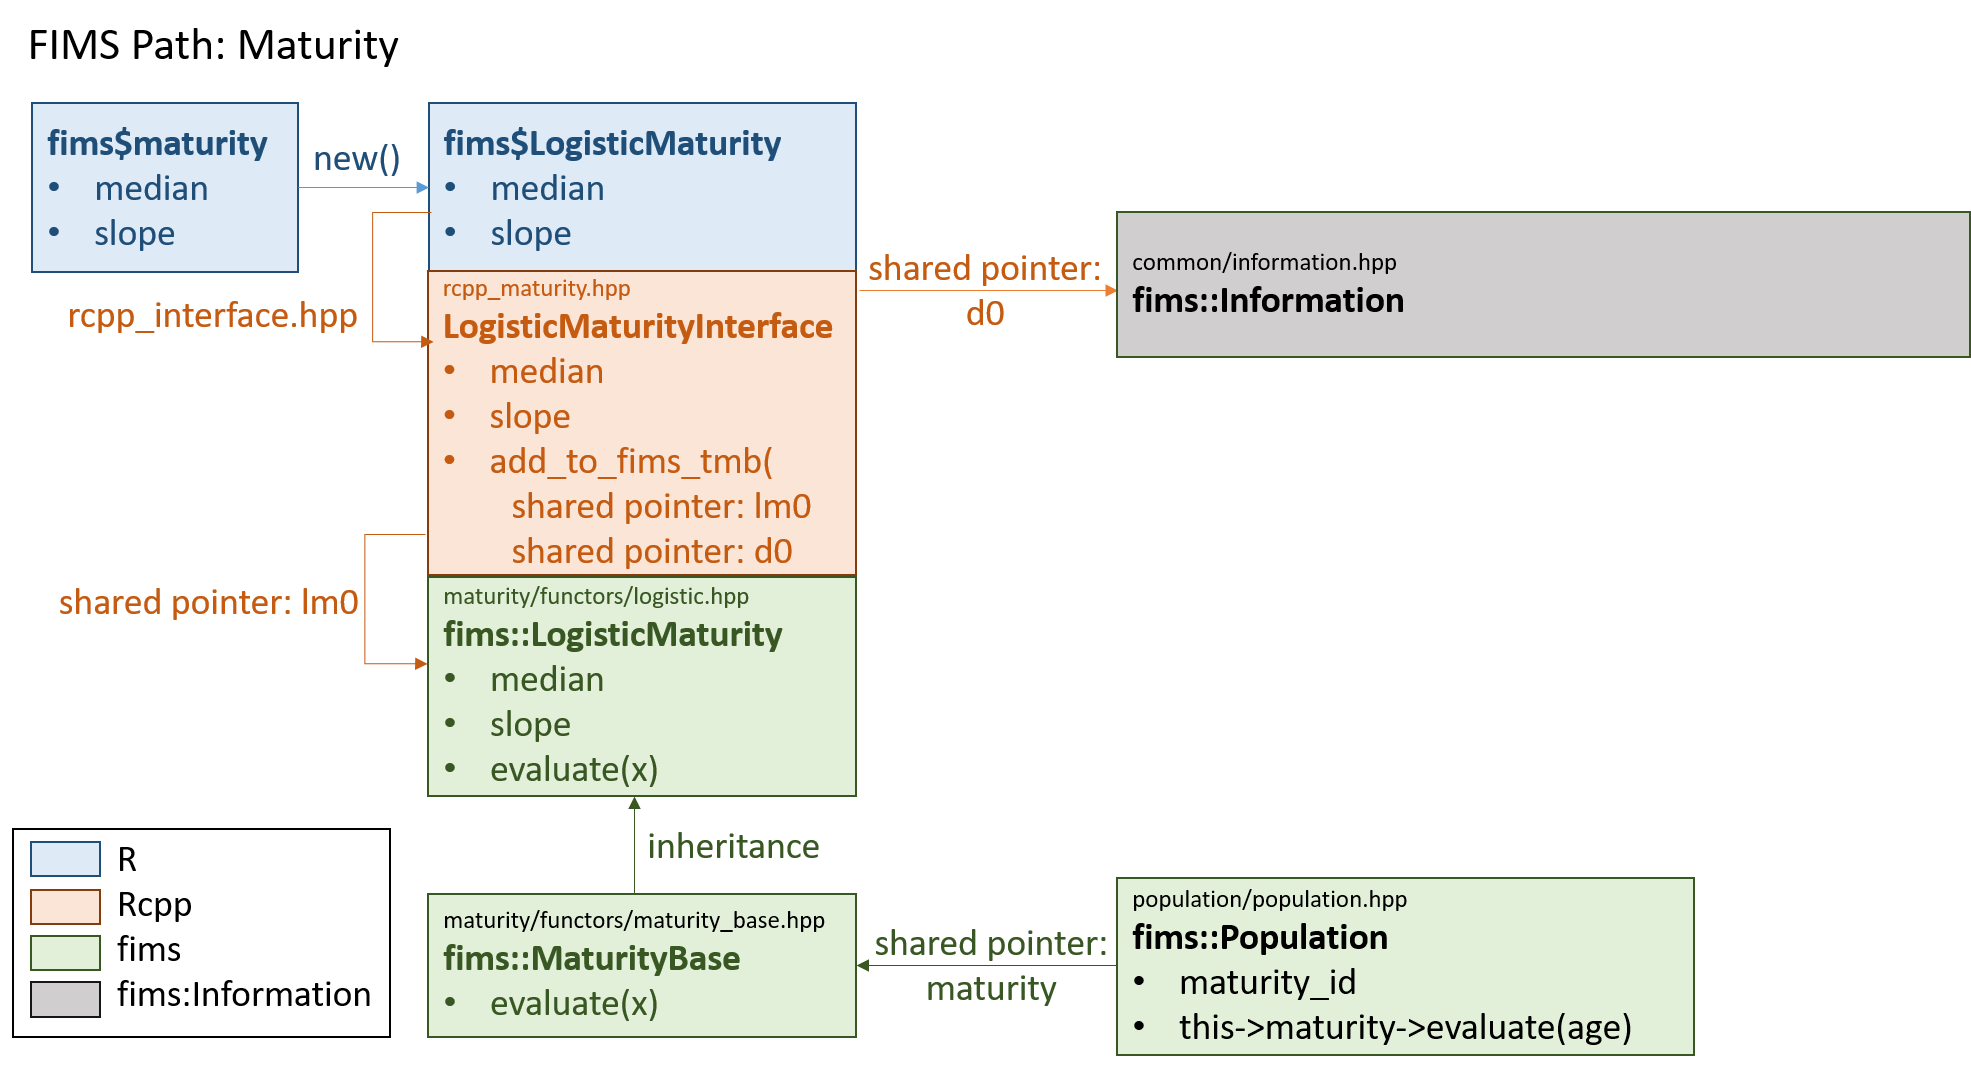 FIMS Path: Maturity
fims$maturity
• median
• slope
new()
fims$LogisticMaturity
• median
• slope
rcpp_interface.hpp
rcpp_maturity.hpp
LogisticMaturityInterface
• median
• slope
• add_to_fims_tmb(
shared pointer: lm0
shared pointer: d0
shared pointer:
d0
common/information.hpp
fims::Information
shared pointer: lm0
maturity/functors/logistic.hpp
fims::LogisticMaturity
• median
• slope
• evaluate(x)
inheritance
maturity/functors/maturity_base.hpp
fims::MaturityBase
• evaluate(x)
shared pointer:
maturity
population/population.hpp
fims::Population
• maturity_id
• this->maturity->evaluate(age)
R
Rcpp
fims
fims:Information